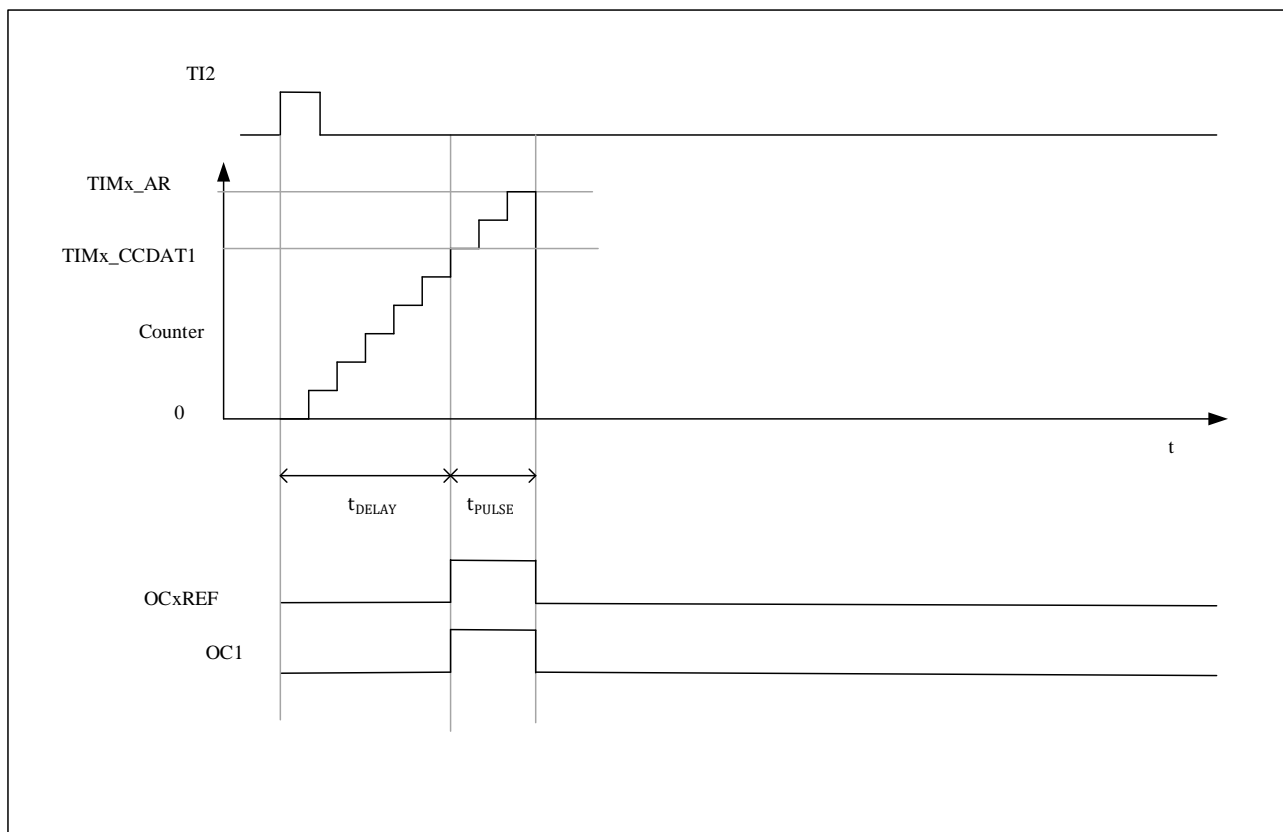 TI2
TIMx_AR
TIMx_CCDAT1
Counter
0
t
tDELAY
tPULSE
OCxREF
OC1